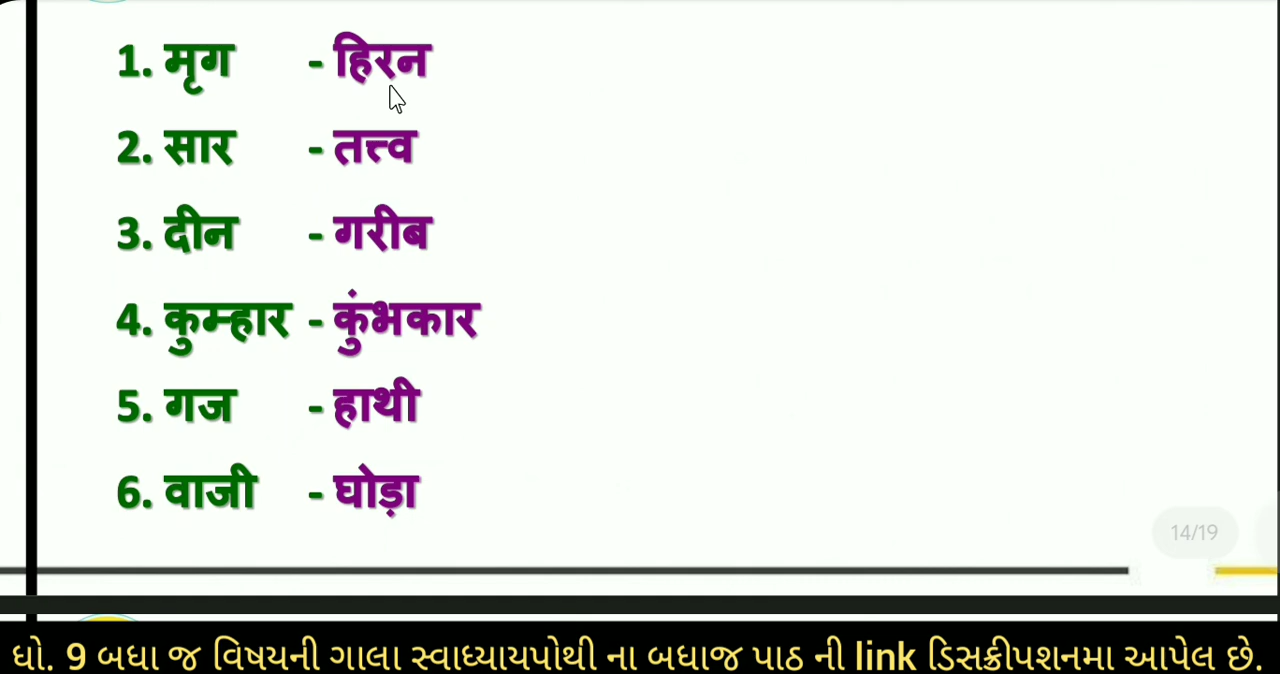 1. मृग - हिरन
2. सार - तत्त्व
3. दीन - गरीब
4. कुम्हार - कुंभकार
5. गज - हाथी
6. वाजी - घोड़ा
14/19
ધો. 9 બધા જ વિષયની ગાલા સ્વાધ્યાયપોથી ના બધાજ પાઠ ની link ડિસક્રીપશનમા આપેલ છે.